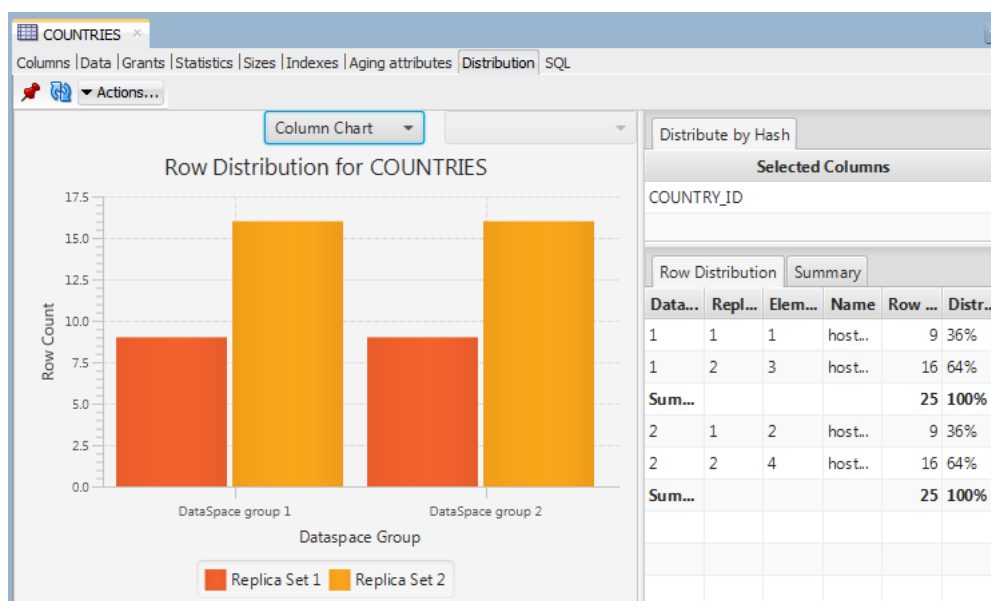 COUNTRIES ×
Columns |Data |Grants |Statistics |Sizes |Indexes |Aging attributes Distribution SQL
Actions...
Column Chart
Row Distribution for COUNTRIES
17.5
15.0
12.5
10.0
7.5
5.0
2.5
0.0
Row Count
DataSpace group 1 DataSpace group 2
Dataspace Group
Replica Set 1 Replica Set 2
Distribute by Hash
Selected Columns
COUNTRY_ID
Row Distribution Summary
Data... Repl... Elem... Name Row ... Distr...
1 1 1 host... 9 36%
1 2 3 host... 16 64%
Sum... 25 100%
2 1 2 host... 9 36%
2 2 4 host... 16 64%
Sum... 25 100%